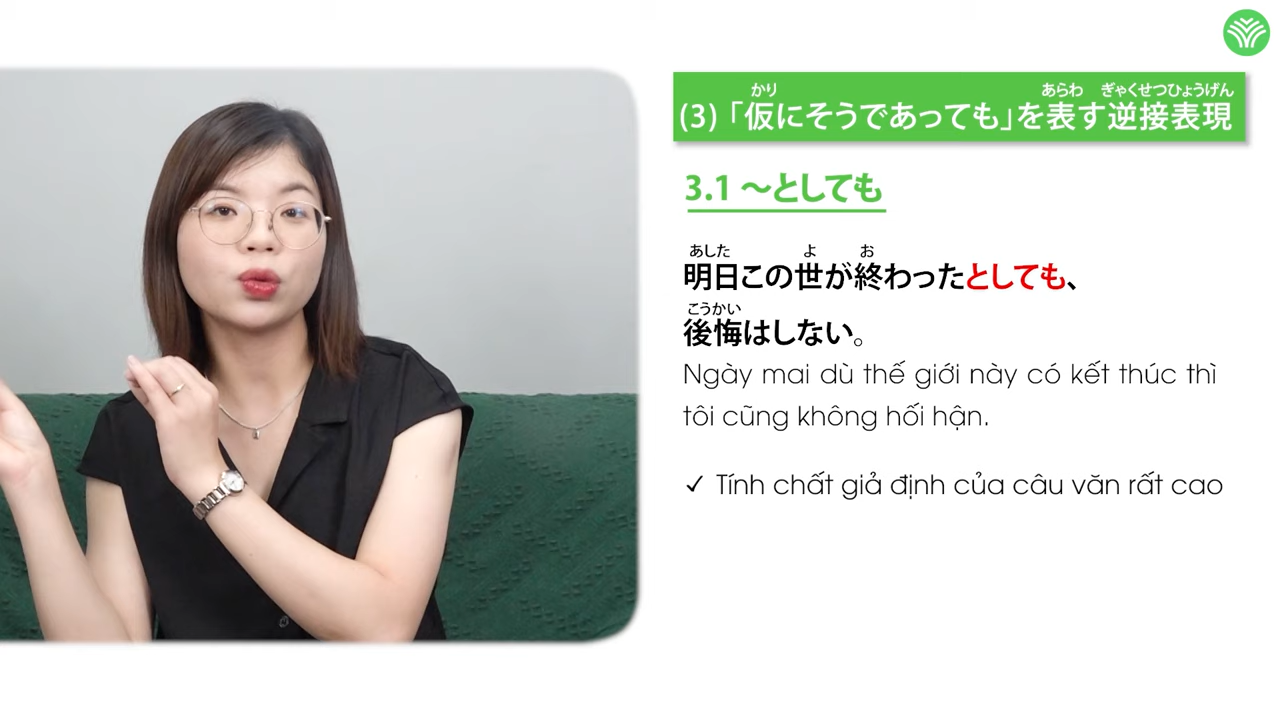 かり あらわ ぎゃくせつひょうげん
(3)「仮にそうであっても」を表す逆接表現
3.1 ～としても
あした よ お
明日この世が終わったとしても、
こうかい
後悔はしない。
Ngày mai dù thế giới này có kết thúc thì
tôi cũng không hối hận.
✓ Tính chất giả định của câu văn rất cao